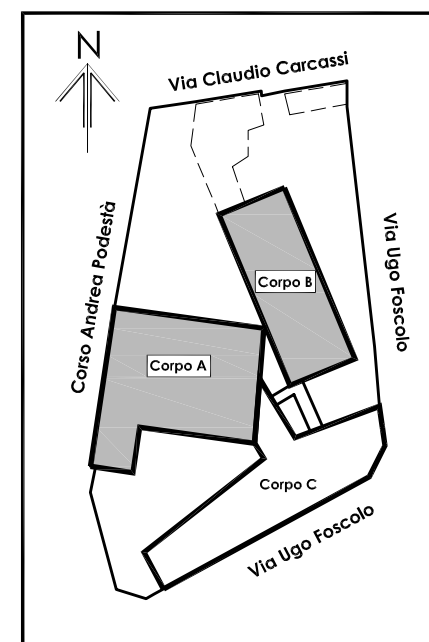 N
Via Claudio Carcassi
Corso Andrea Podestà
Via Ugo Foscolo
Corpo B
Corpo A
Corpo C
Via Ugo Foscolo